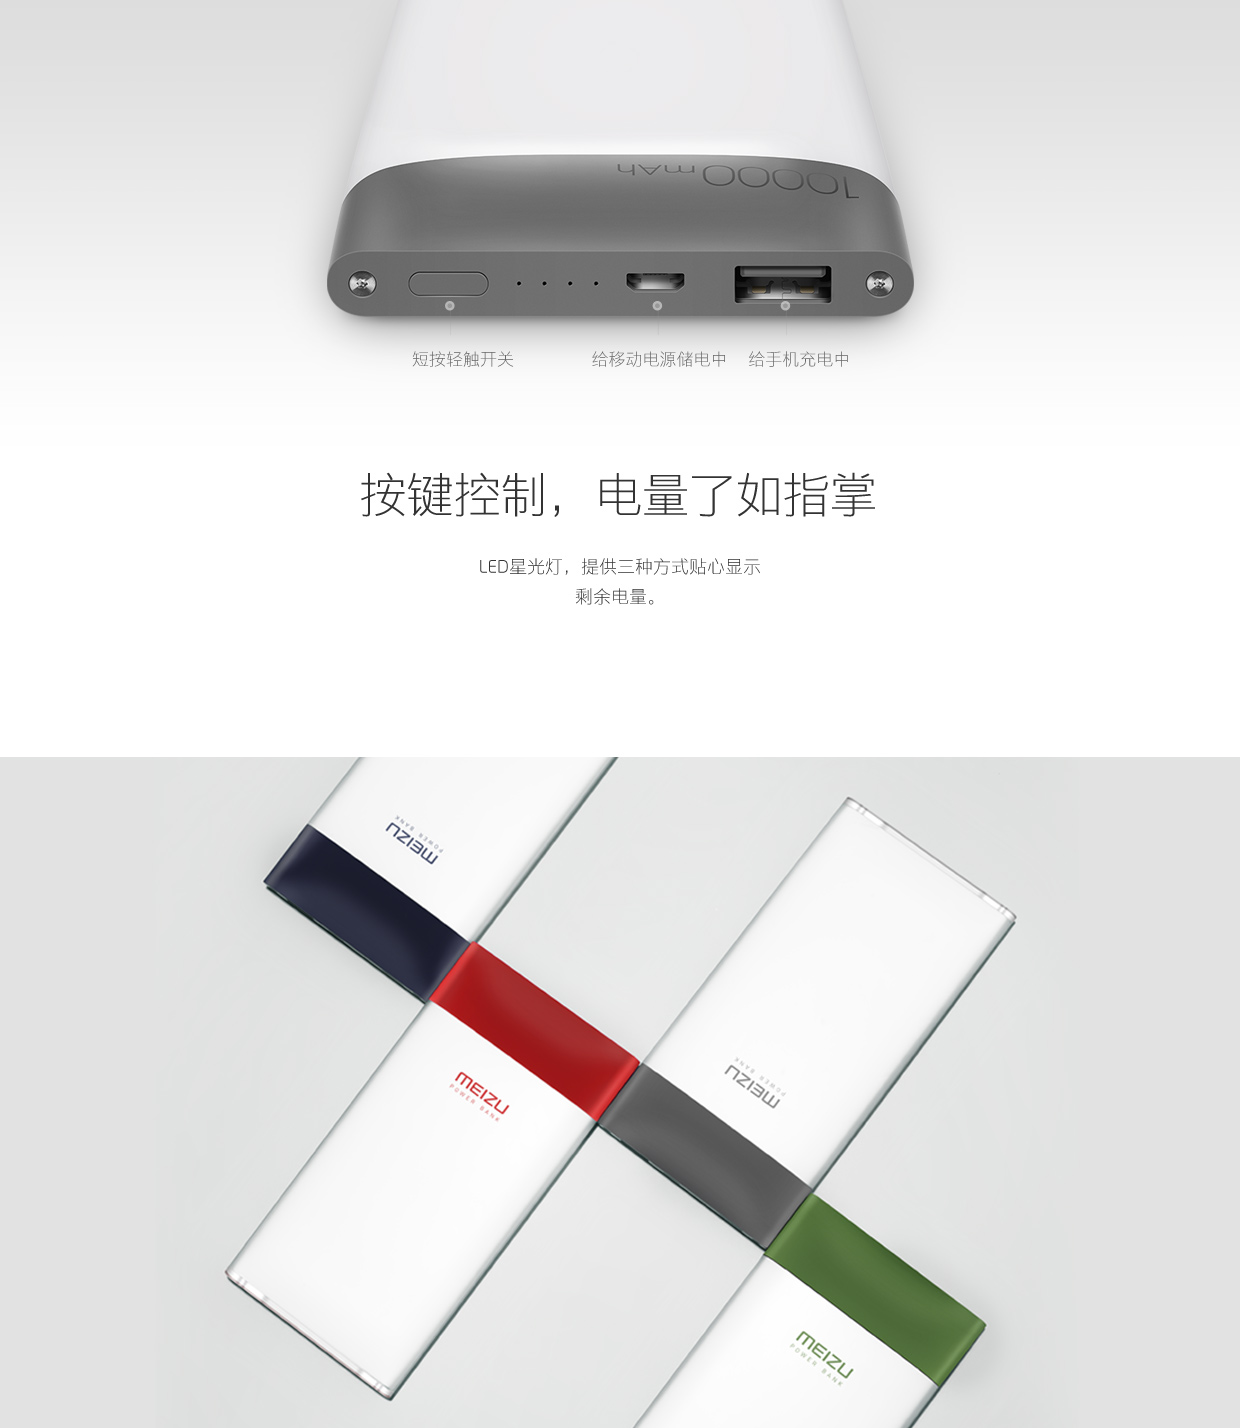 10000mAh
短按轻触开关
给移动电源储电中
给手机充电中
按键控制，电量了如指掌
LED星光灯，提供三种方式贴心显示
剩余电量。
MEIZU
POWER BANK
MEIZU
POWER BANK
MEIZU
POWER BANK
MEIZU
POWER BANK